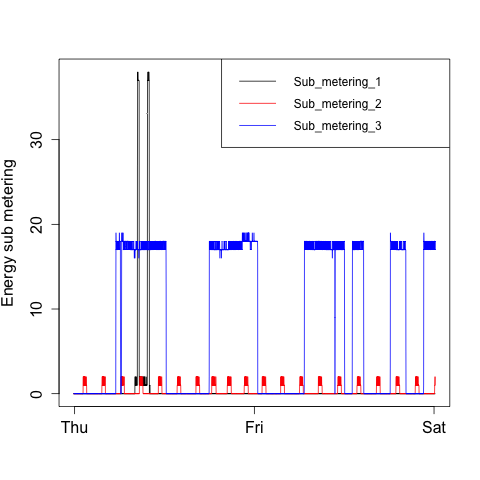 Sub_metering_1
Sub_metering_2
Sub_metering_3
Energy sub metering
30
20
10
0
Thu
Fri
Sat